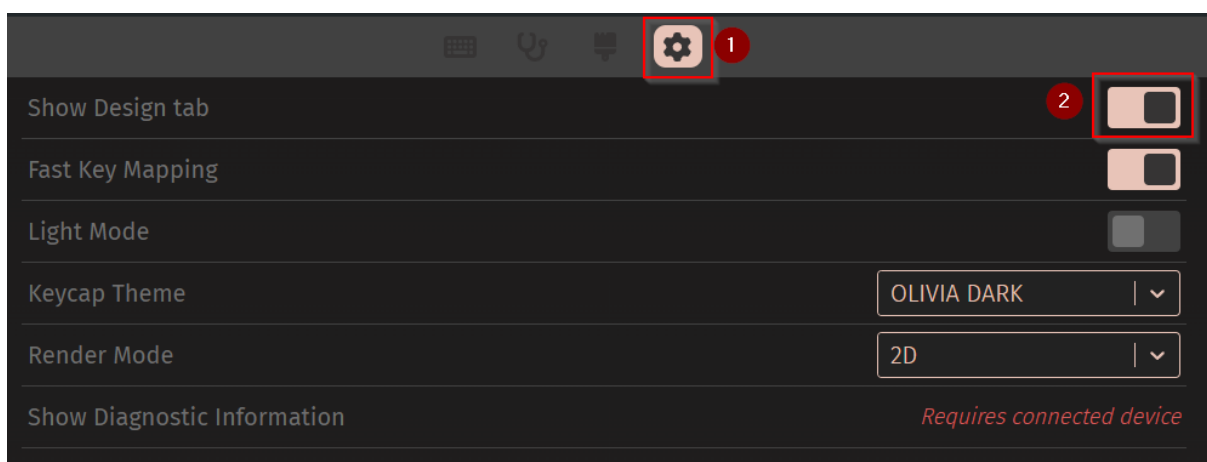 1
Show Design tab
2
Fast Key Mapping
Light Mode
Keycap Theme
OLIVIA DARK
Render Mode
2D
Show Diagnostic Information
Requires connected device